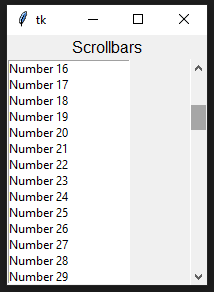 tk
Scrollbars
Number 16
Number 17
Number 18
Number 19
Number 20
Number 21
Number 22
Number 23
Number 24
Number 25
Number 26
Number 27
Number 28
Number 29